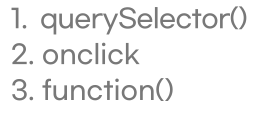 1. querySelector()
2. onclick
3. function()